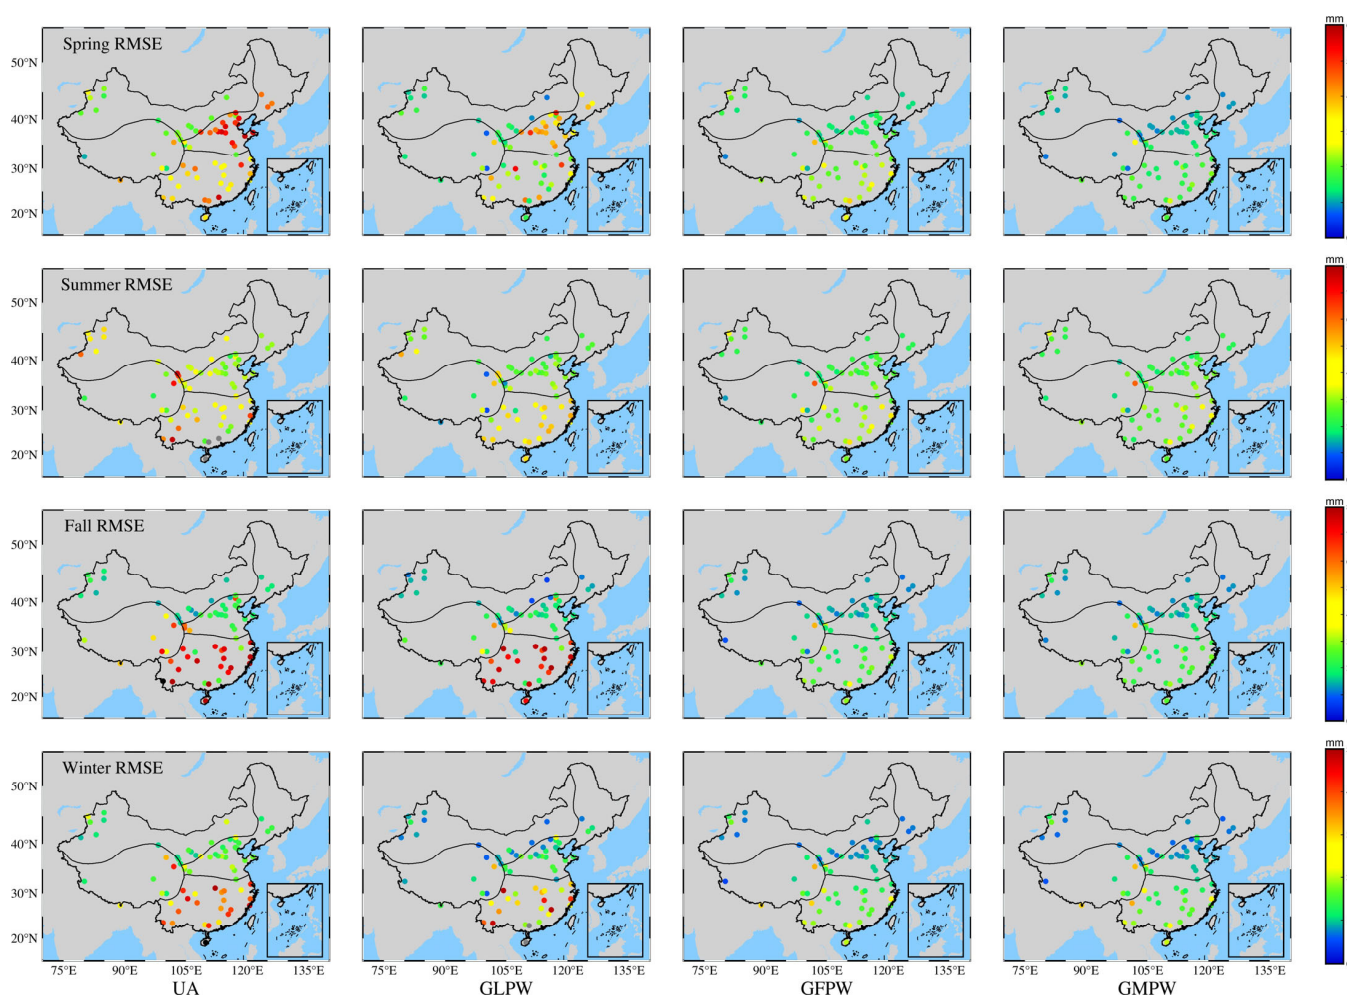 mm
Spring RMSE
50°N
40°N
30°N
20°N
mm
Summer RMSE
50°N
40°N
30°N
20°N
mm
Fall RMSE
50°N
40°N
30°N
20°N
mm
Winter RMSE
50°N
40°N
30°N
20°N
75°E 90°E 105°E 120°E 135°E 75°E 90°E 105°E 120°E 135°E 75°E 90°E 105°E 120°E 135°E 75°E 90°E 105°E 120°E 135°E
UA GLPW GFPW GMPW